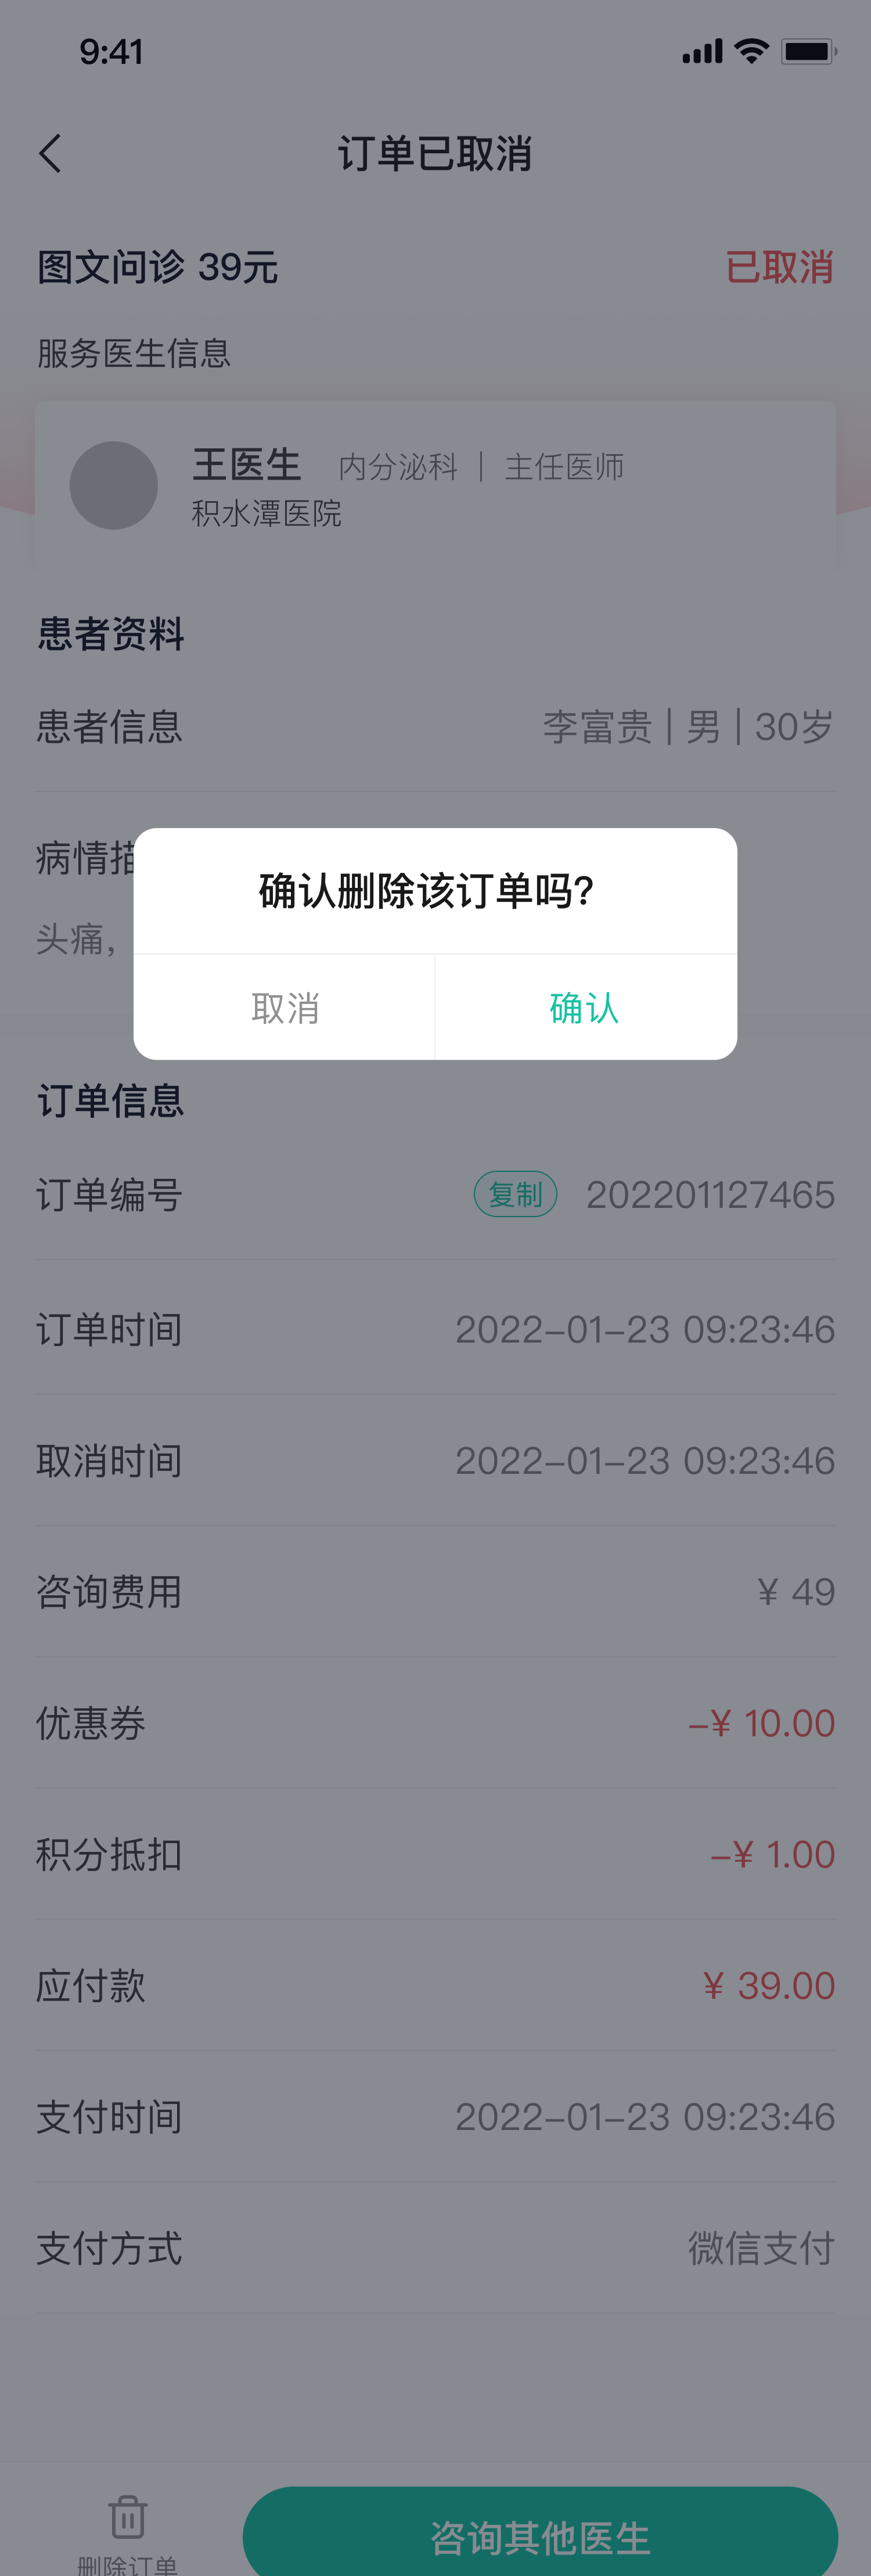 9:41
订单已取消
图文问诊 39元 已取消
服务医生信息
王医生 内分泌科 | 主任医师
积水潭医院
患者资料
患者信息 李富贵 | 男 | 30岁
病情描
头痛,
确认删除该订单吗?
取消 确认
订单信息
订单编号 复制 202201127465
订单时间 2022-01-23 09:23:46
取消时间 2022-01-23 09:23:46
咨询费用 ¥ 49
优惠券 -¥ 10.00
积分抵扣 -¥ 1.00
应付款 ¥ 39.00
支付时间 2022-01-23 09:23:46
支付方式 微信支付
咨询其他医生
删除订单